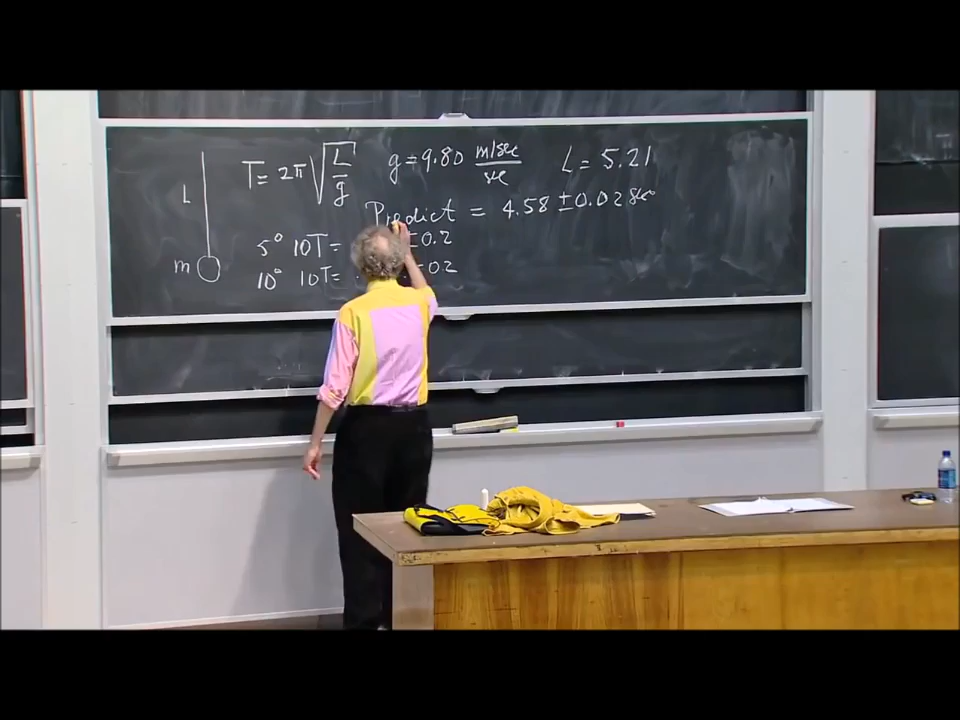 L
m
T = 2π √L/g g = 9.80 m/sec/sec L = 5.21
Predict = 4.58 ± 0.02 sec
5° 10T = ±0.2
10° 10T = 02